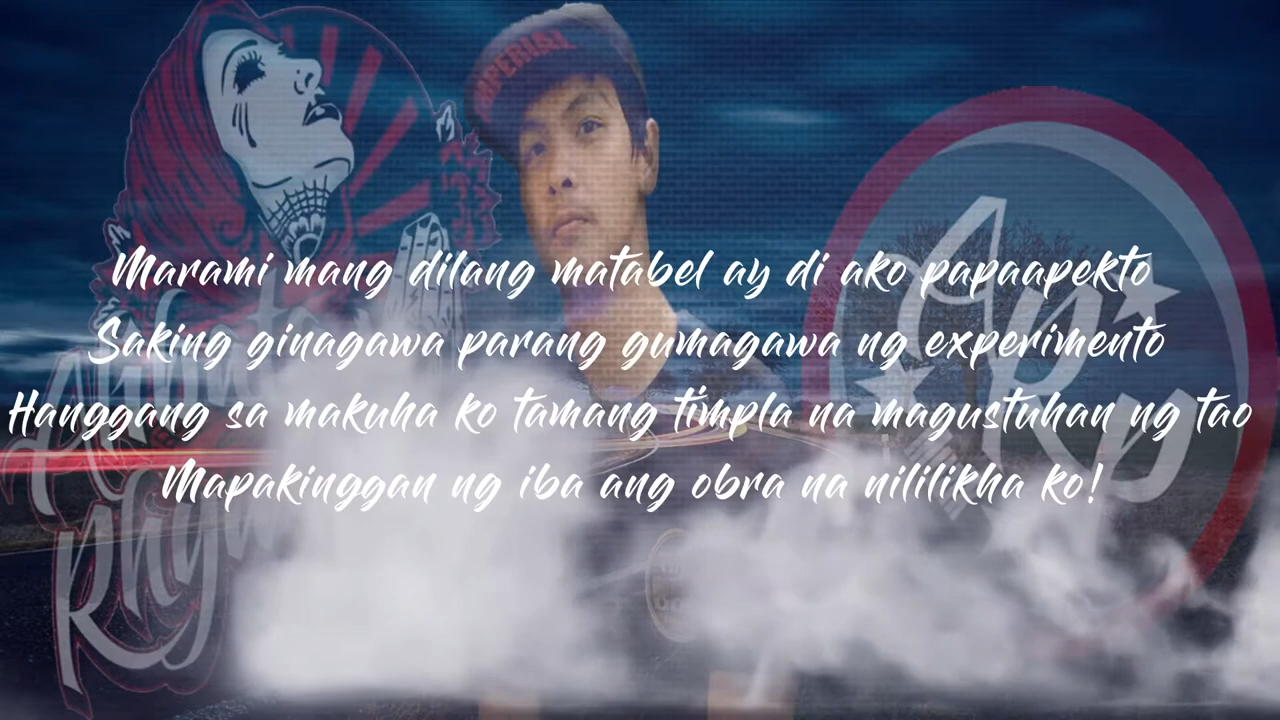 IMPERIAL
Marami mang dilang matabel ay di ako papaapekto
Saking ginagawa parang gumagawa ng experimento
Hanggang sa makuha ko tamang timpla na magustuhan ng tao
Mapakinggan ng iba ang obra na nililikha ko!